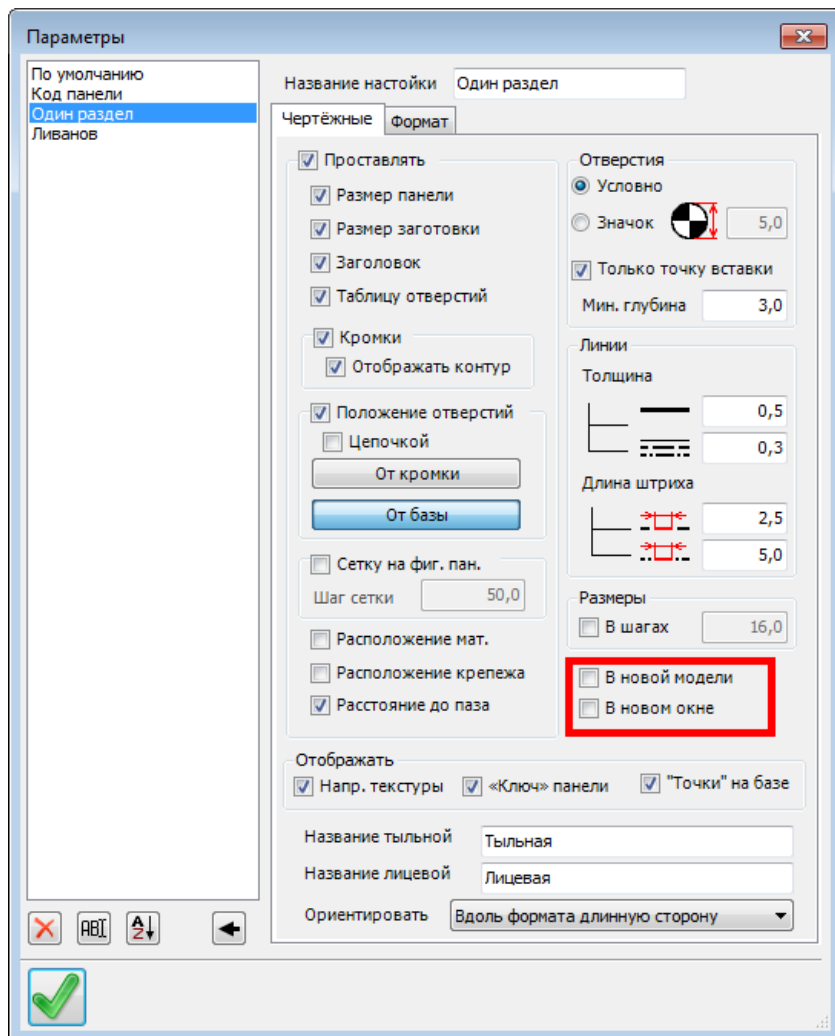 Параметры
По умолчанию
Код панели
Один раздел
Ливанов
Название настойки Один раздел
Чертёжные Формат
Проставлять
Размер панели
Размер заготовки
Заголовок
Таблицу отверстий
Кромки
Отображать контур
Положение отверстий
Цепочкой
От кромки
От базы
Сетку на фиг. пан.
Шаг сетки 50,0
Расположение мат.
Расположение крепежа
Расстояние до паза
Отверстия
Условно
Значок 5,0
Только точку вставки
Мин. глубина 3,0
Линии
Толщина
0,5
0,3
Длина штриха
2,5
5,0
Размеры
В шагах 16,0
В новой модели
В новом окне
Отображать
Напр. текстуры «Ключ» панели "Точки" на базе
Название тыльной Тыльная
Название лицевой Лицевая
Ориентировать Вдоль формата длинную сторону
ABI AZ